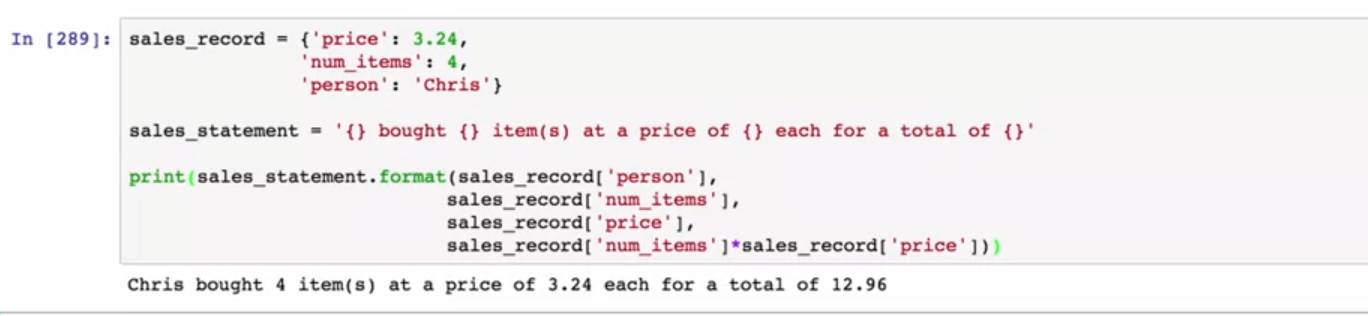 In [289]: sales_record = {'price': 3.24,
'num_items': 4,
'person': 'Chris'}
sales_statement = '{} bought {} item(s) at a price of {} each for a total of {}'
print(sales_statement.format(sales_record['person'],
sales_record['num_items'],
sales_record['price'],
sales_record['num_items']*sales_record['price']))
Chris bought 4 item(s) at a price of 3.24 each for a total of 12.96